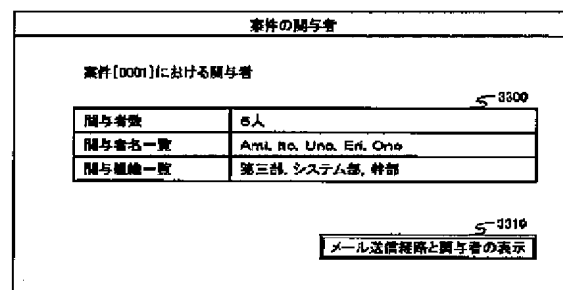 案件の関与者
案件[0001]における関与者
3300
関与者数 5人
関与者名一覧 Ami, Ito, Uno, Eri, Ono
関与組織一覧 第三部, システム部, 幹部
3310
メール送信経路と関与者の表示